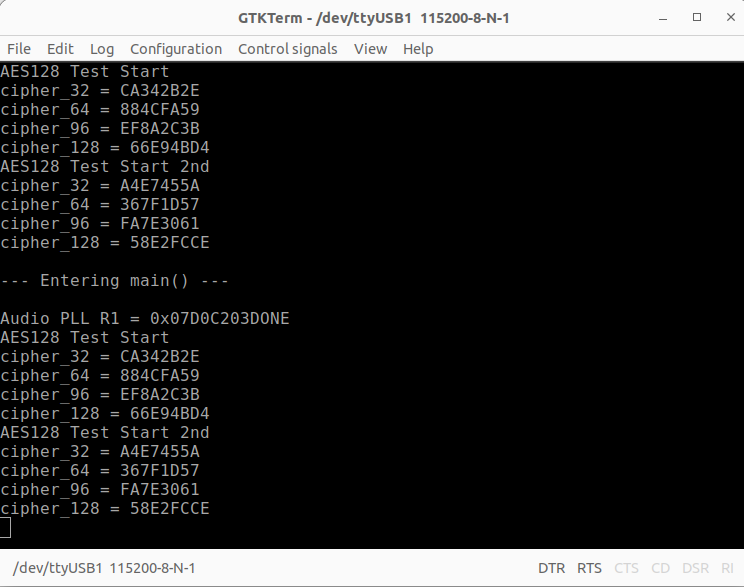 GTKTerm - /dev/ttyUSB1 115200-8-N-1
File Edit Log Configuration Control signals View Help
AES128 Test Start
cipher_32 = CA342B2E
cipher_64 = 884CFA59
cipher_96 = EF8A2C3B
cipher_128 = 66E94BD4
AES128 Test Start 2nd
cipher_32 = A4E7455A
cipher_64 = 367F1D57
cipher_96 = FA7E3061
cipher_128 = 58E2FCCE
--- Entering main() ---
Audio PLL R1 = 0x07D0C203DONE
AES128 Test Start
cipher_32 = CA342B2E
cipher_64 = 884CFA59
cipher_96 = EF8A2C3B
cipher_128 = 66E94BD4
AES128 Test Start 2nd
cipher_32 = A4E7455A
cipher_64 = 367F1D57
cipher_96 = FA7E3061
cipher_128 = 58E2FCCE
/dev/ttyUSB1 115200-8-N-1 DTR RTS CTS CD DSR RI